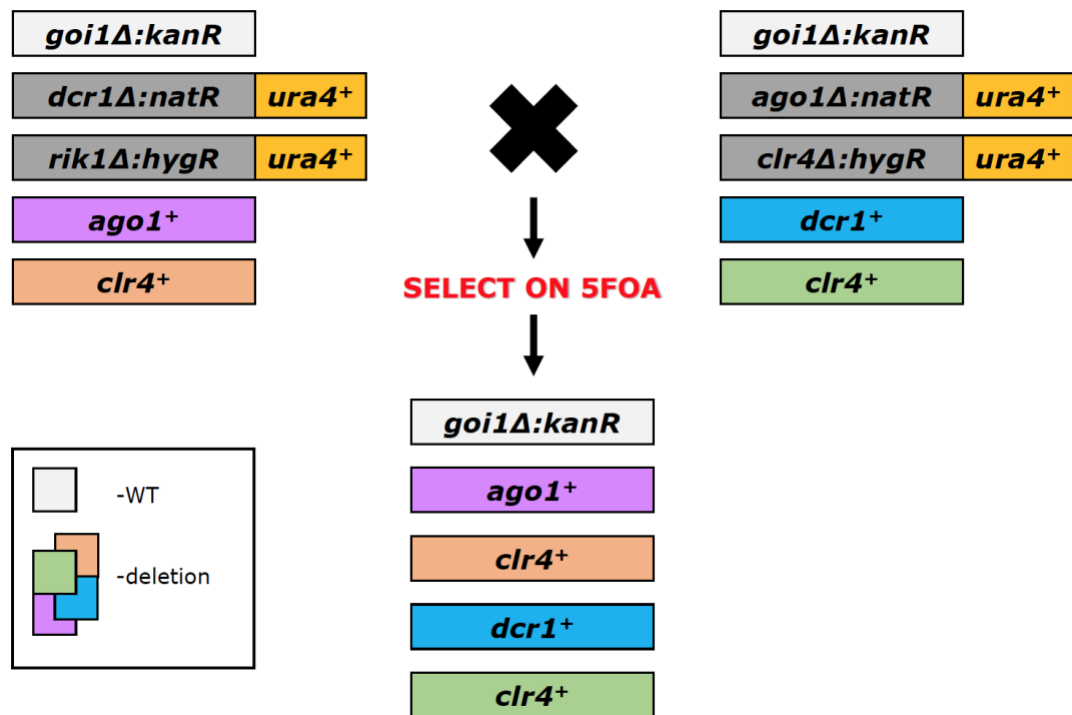 goi1Δ:kanR
dcr1Δ:natR ura4⁺
rik1Δ:hygR ura4⁺
ago1⁺
clr4⁺
goi1Δ:kanR
ago1Δ:natR ura4⁺
clr4Δ:hygR ura4⁺
dcr1⁺
clr4⁺
SELECT ON 5FOA
goi1Δ:kanR
ago1⁺
clr4⁺
dcr1⁺
clr4⁺
-WT
-deletion